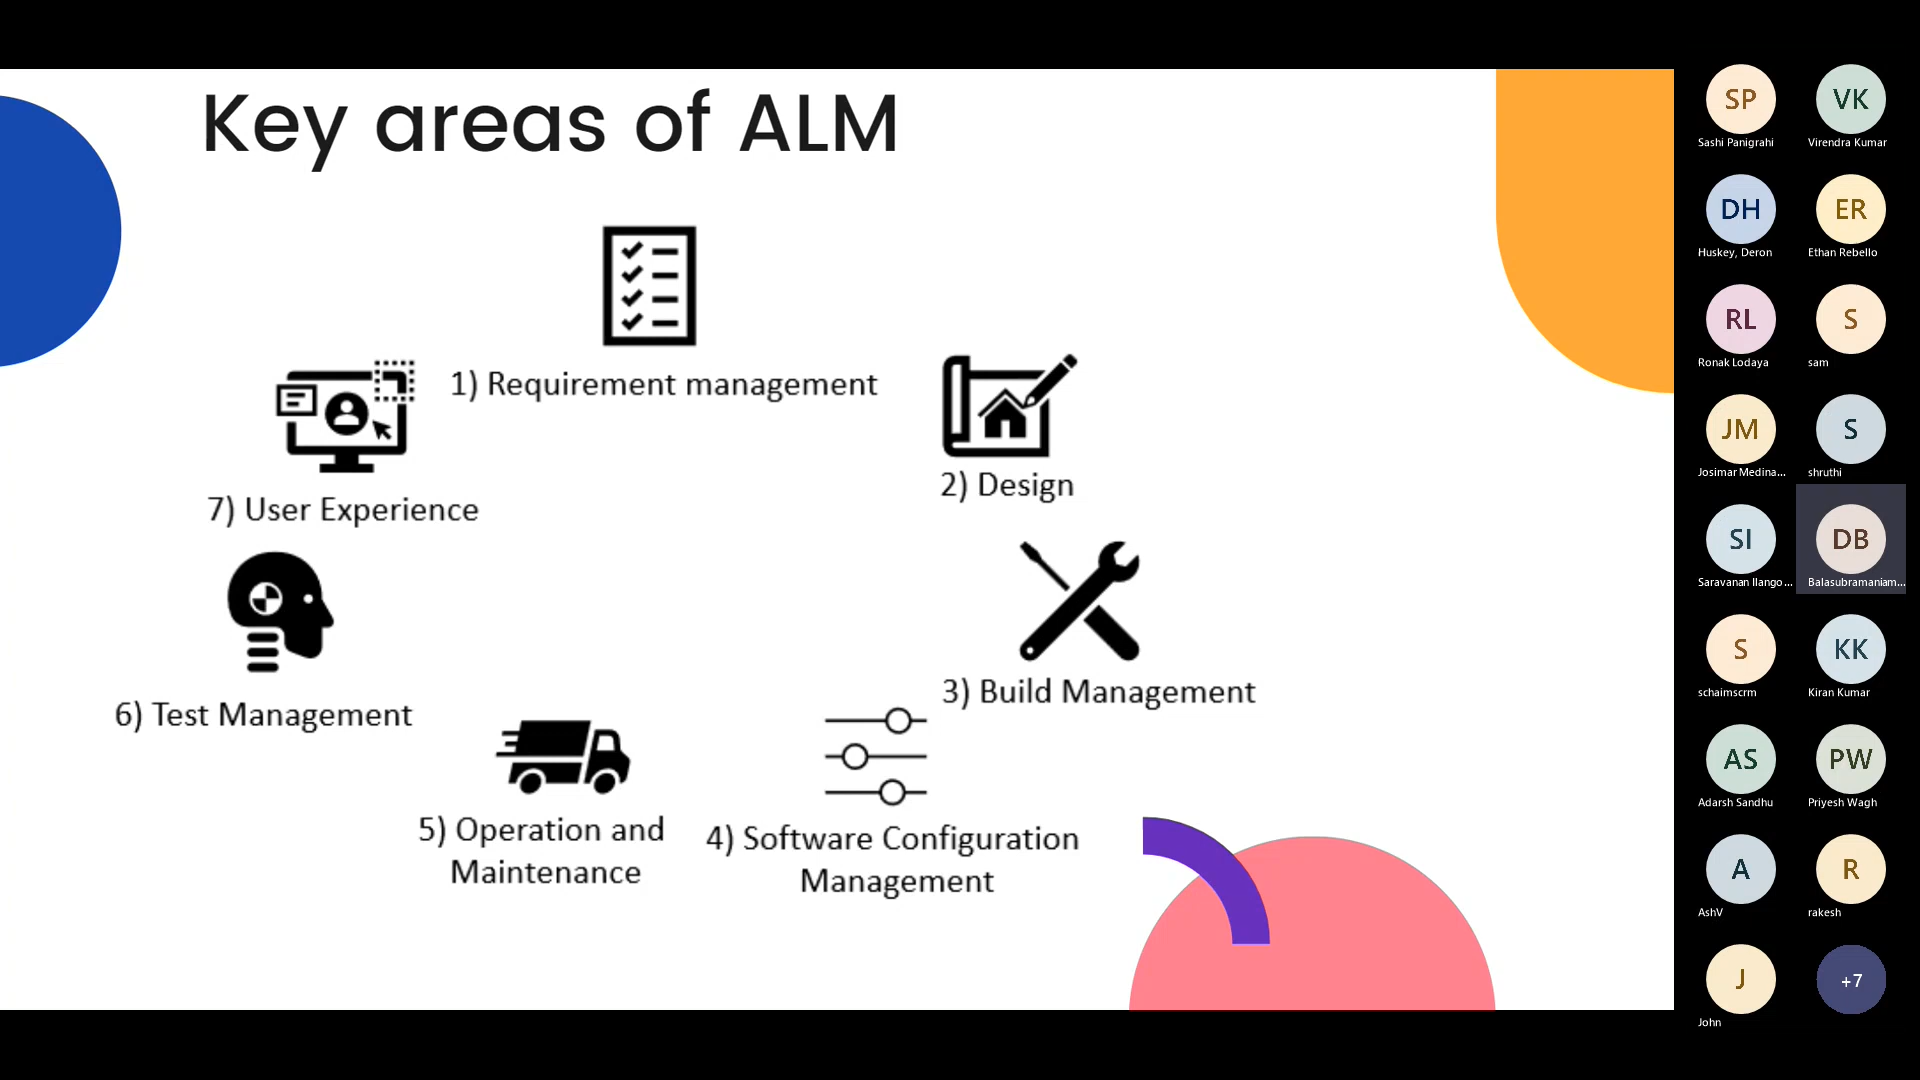 Key areas of ALM
1) Requirement management
2) Design
3) Build Management
4) Software Configuration
Management
5) Operation and
Maintenance
6) Test Management
7) User Experience
SP
Sashi Panigrahi
VK
Virendra Kumar
DH
Huskey, Deron
ER
Ethan Rebello
RL
Ronak Lodaya
S
sam
JM
Josimar Medina...
S
shruthi
SI
Saravanan Ilango...
DB
Balasubramaniam...
S
schaimscrm
KK
Kiran Kumar
AS
Adarsh Sandhu
PW
Priyesh Wagh
A
AshV
R
rakesh
J
John
+7